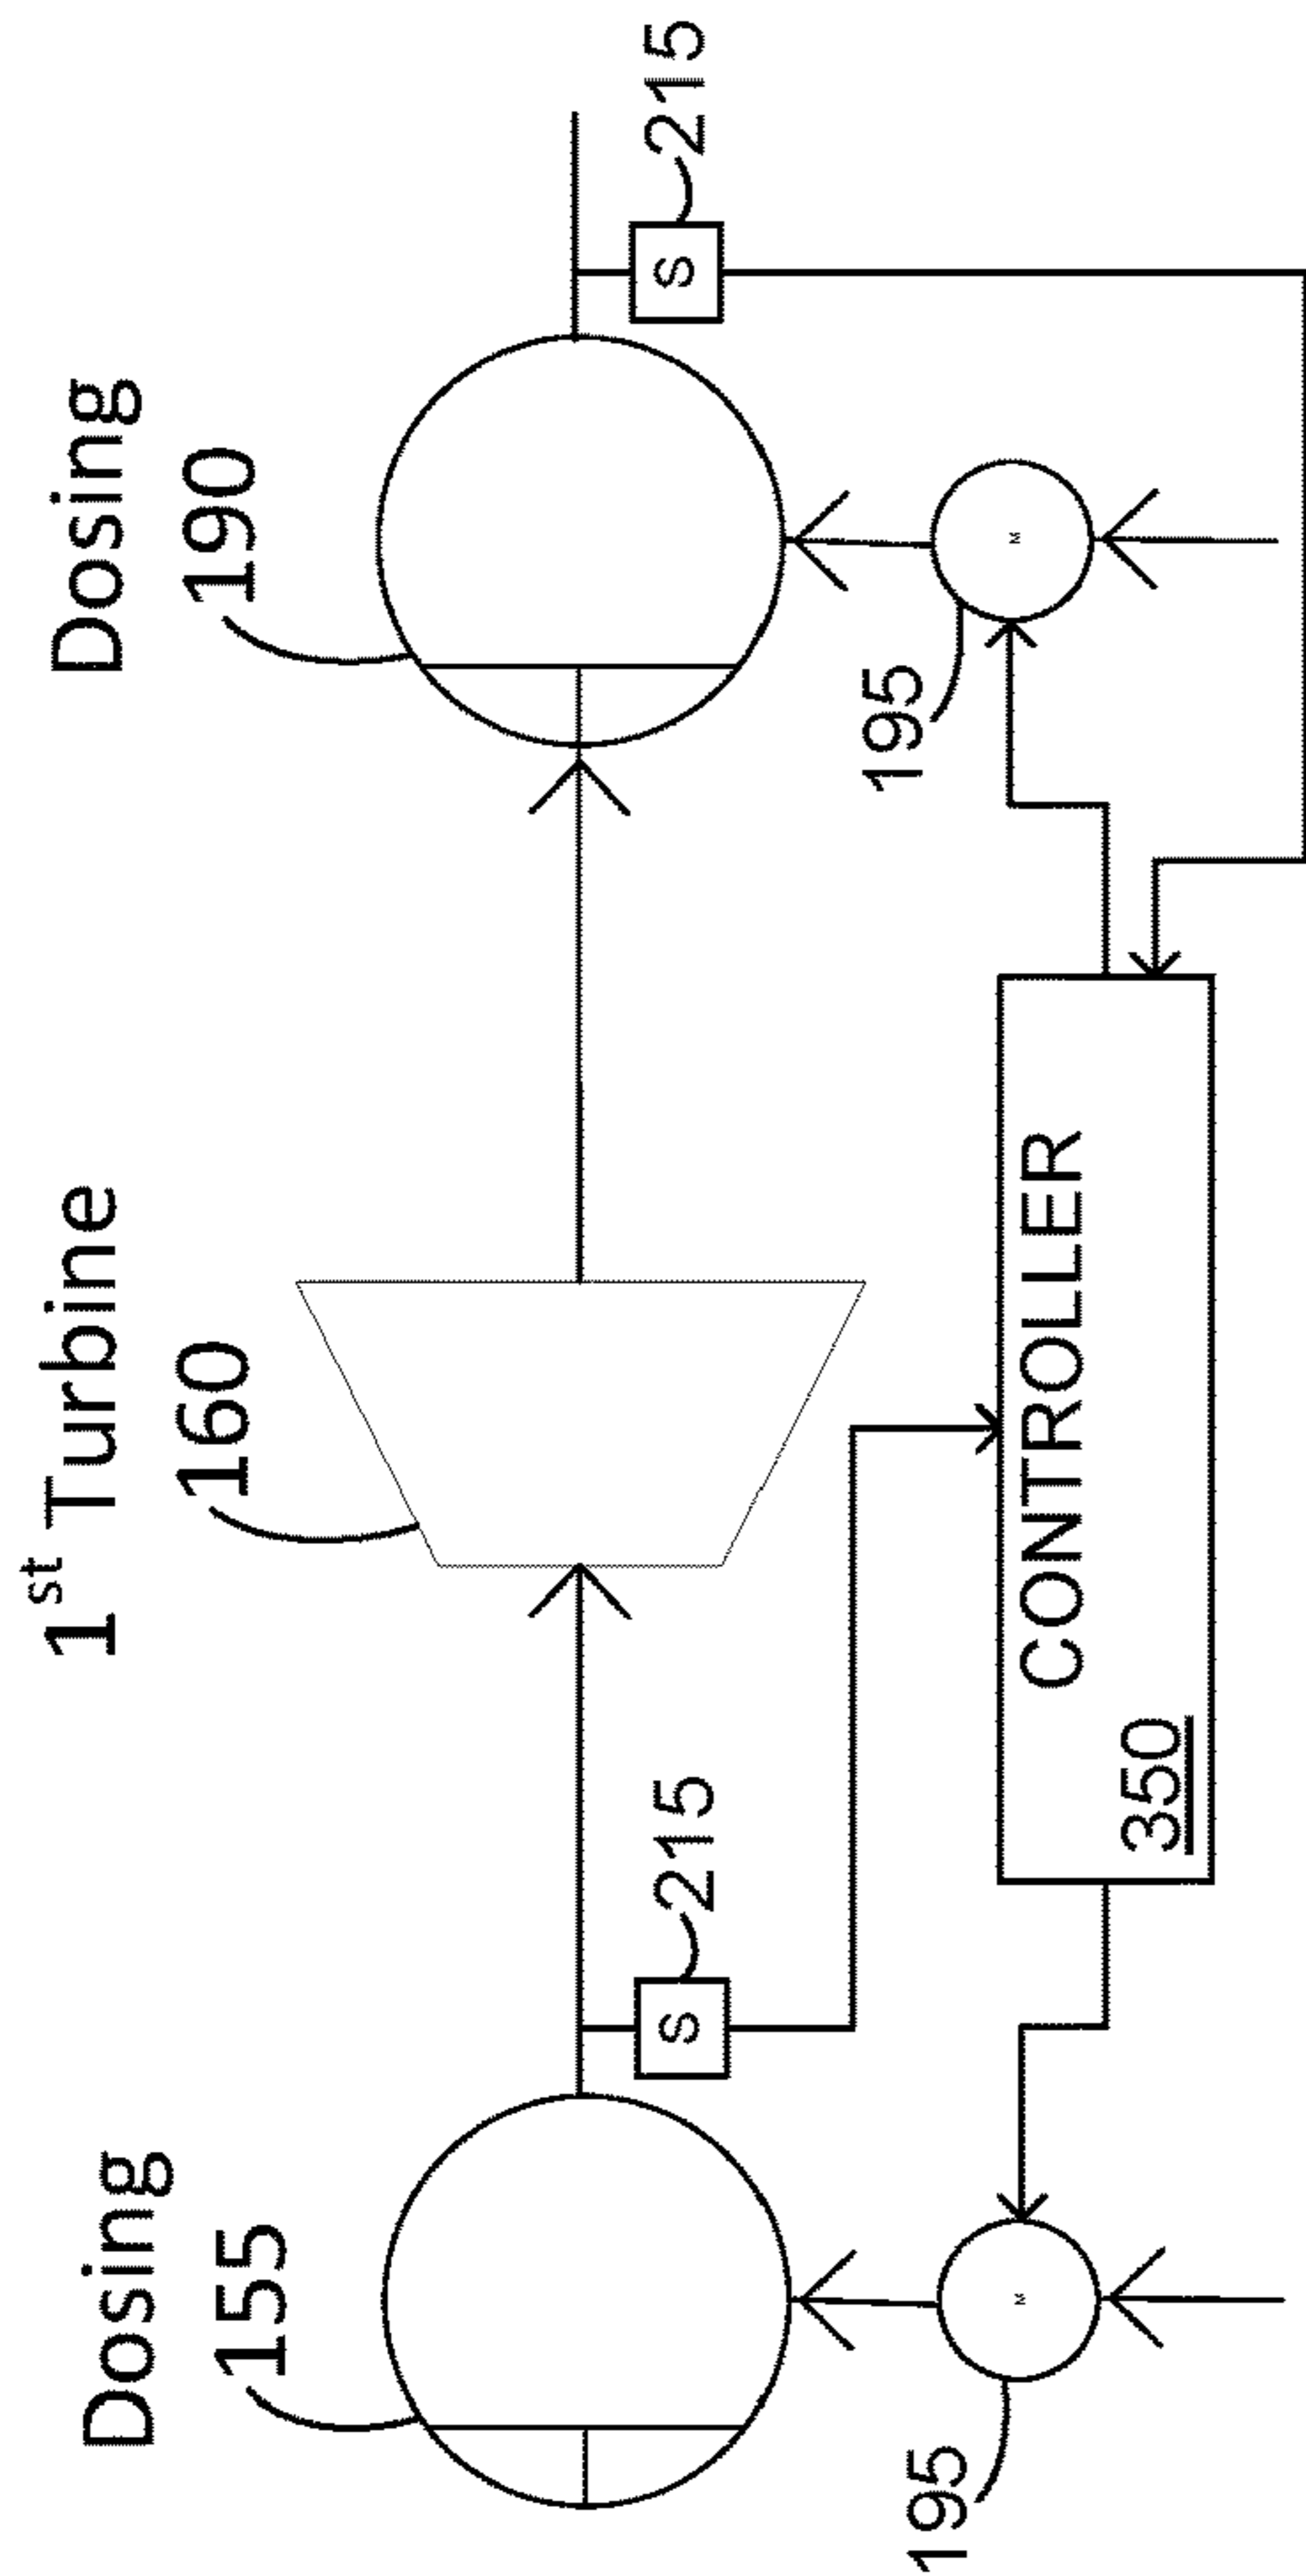 Dosing
155
1st Turbine
160
Dosing
190
215
S
215
S
195
M
195
M
CONTROLLER
350